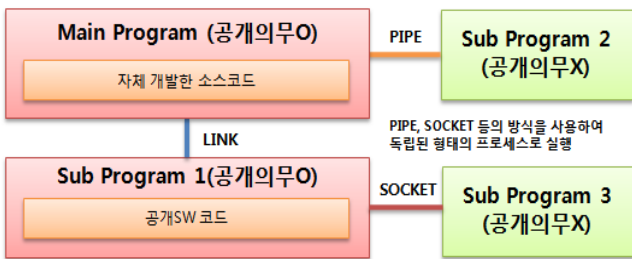 Main Program (공개의무O)
자체 개발한 소스코드
PIPE
Sub Program 2
(공개의무X)
LINK
PIPE, SOCKET 등의 방식을 사용하여
독립된 형태의 프로세스로 실행
Sub Program 1(공개의무O)
공개SW 코드
SOCKET
Sub Program 3
(공개의무X)